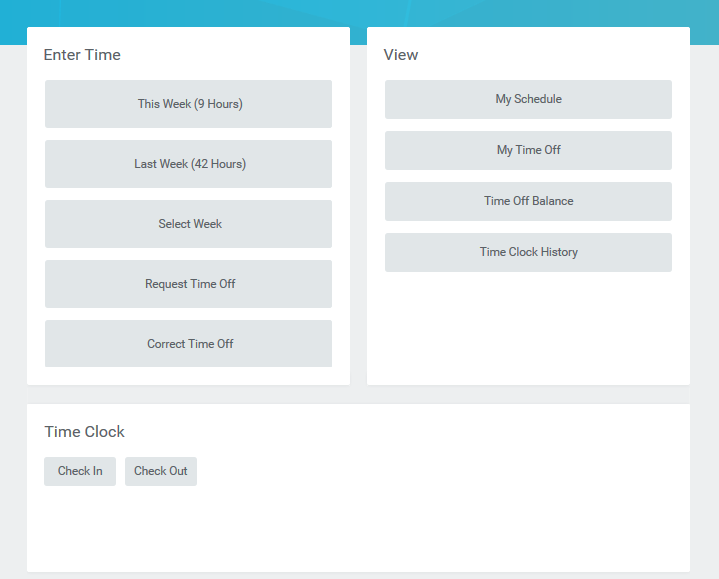 Enter Time
This Week (9 Hours)
Last Week (42 Hours)
Select Week
Request Time Off
Correct Time Off
View
My Schedule
My Time Off
Time Off Balance
Time Clock History
Time Clock
Check In
Check Out